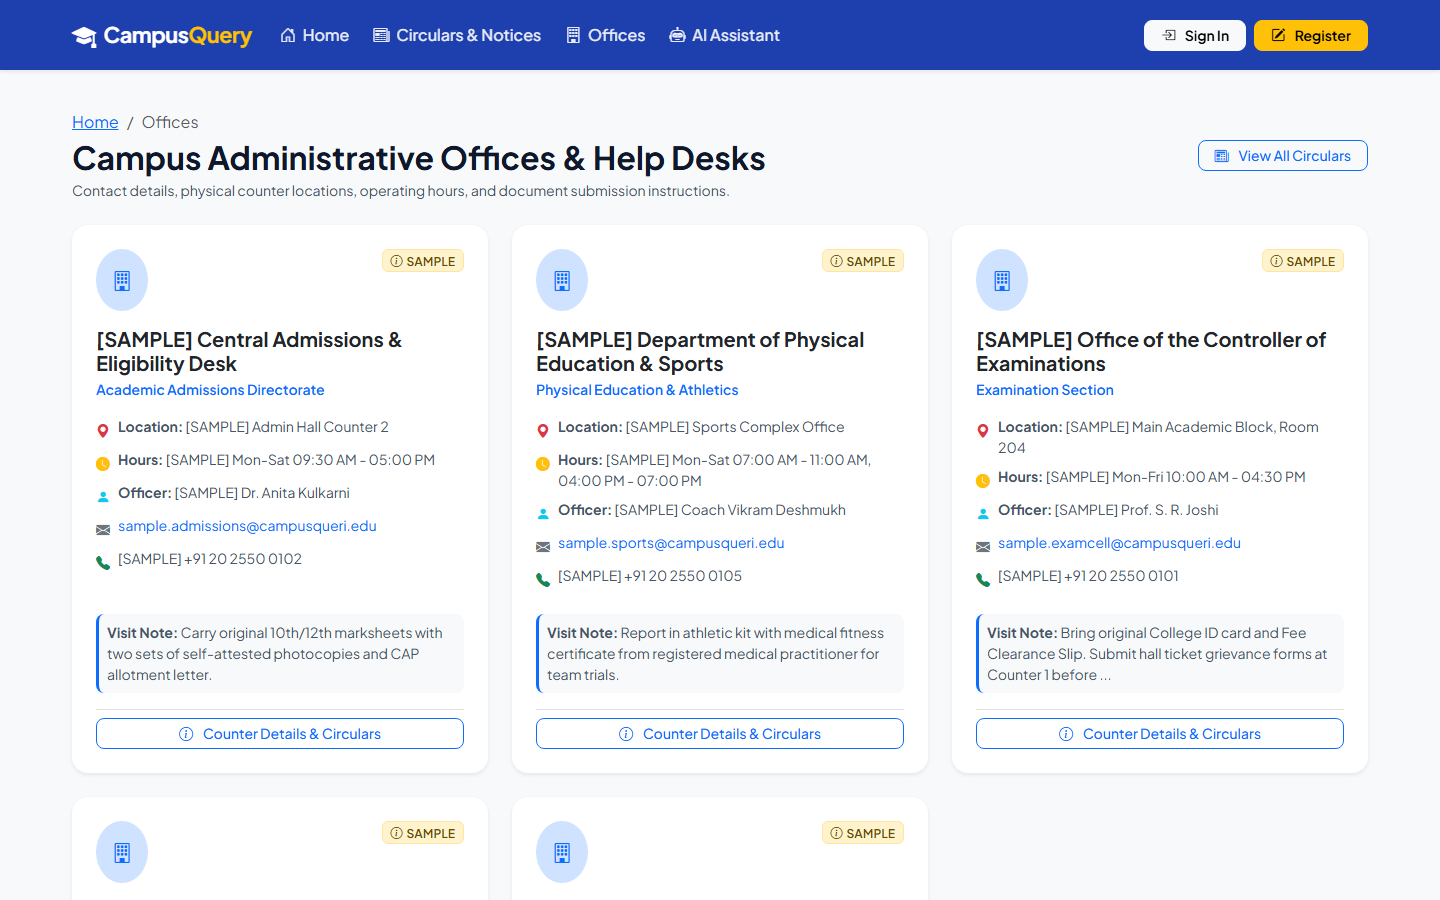 CampusQuery
Home
Circulars & Notices
Offices
AI Assistant
Sign In
Register
Home / Offices
Campus Administrative Offices & Help Desks
View All Circulars
Contact details, physical counter locations, operating hours, and document submission instructions.
SAMPLE
[SAMPLE] Central Admissions &
Eligibility Desk
Academic Admissions Directorate
Location: [SAMPLE] Admin Hall Counter 2
Hours: [SAMPLE] Mon-Sat 09:30 AM - 05:00 PM
Officer: [SAMPLE] Dr. Anita Kulkarni
sample.admissions@campusqueri.edu
[SAMPLE] +91 20 2550 0102
Visit Note: Carry original 10th/12th marksheets with
two sets of self-attested photocopies and CAP
allotment letter.
Counter Details & Circulars
SAMPLE
[SAMPLE] Department of Physical
Education & Sports
Physical Education & Athletics
Location: [SAMPLE] Sports Complex Office
Hours: [SAMPLE] Mon-Sat 07:00 AM - 11:00 AM,
04:00 PM - 07:00 PM
Officer: [SAMPLE] Coach Vikram Deshmukh
sample.sports@campusqueri.edu
[SAMPLE] +91 20 2550 0105
Visit Note: Report in athletic kit with medical fitness
certificate from registered medical practitioner for
team trials.
Counter Details & Circulars
SAMPLE
[SAMPLE] Office of the Controller of
Examinations
Examination Section
Location: [SAMPLE] Main Academic Block, Room
204
Hours: [SAMPLE] Mon-Fri 10:00 AM - 04:30 PM
Officer: [SAMPLE] Prof. S. R. Joshi
sample.examcell@campusqueri.edu
[SAMPLE] +91 20 2550 0101
Visit Note: Bring original College ID card and Fee
Clearance Slip. Submit hall ticket grievance forms at
Counter 1 before ...
Counter Details & Circulars
SAMPLE
SAMPLE